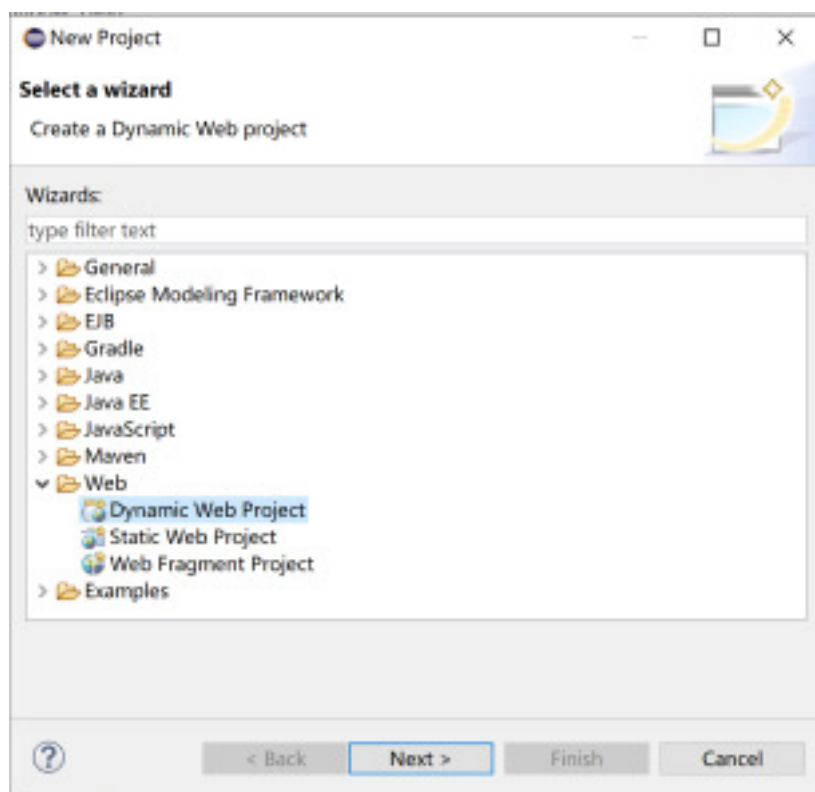 New Project
Select a wizard
Create a Dynamic Web project
Wizards:
type filter text
General
Eclipse Modeling Framework
EJB
Gradle
Java
Java EE
JavaScript
Maven
Web
Dynamic Web Project
Static Web Project
Web Fragment Project
Examples
? < Back Next > Finish Cancel